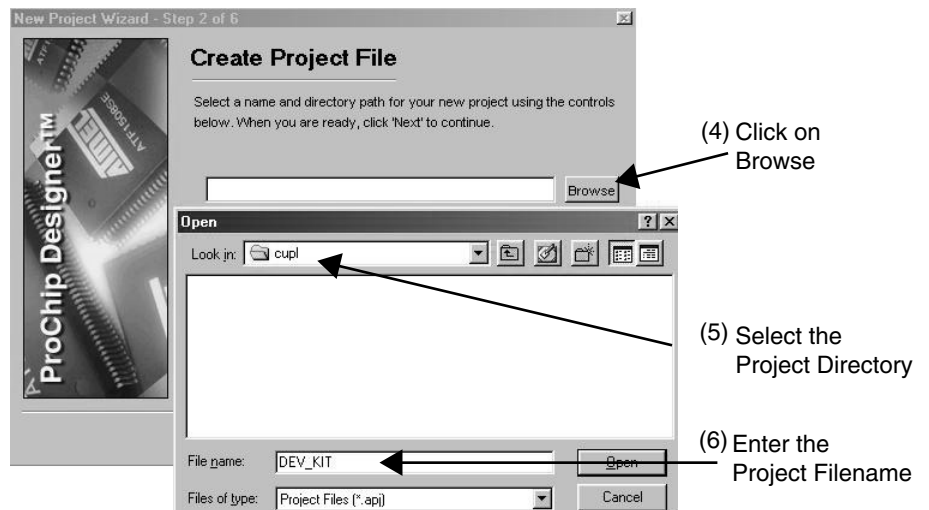 New Project Wizard - Step 2 of 6
Create Project File
Select a name and directory path for your new project using the controls
below. When you are ready, click 'Next' to continue.
ProChip Designer™
ATMEL
ATF1508SE
Browse
(4) Click on
Browse
Open
Look in: cupl
(5) Select the
Project Directory
File name: DEV_KIT
Open
(6) Enter the
Project Filename
Files of type: Project Files (*.apj)
Cancel